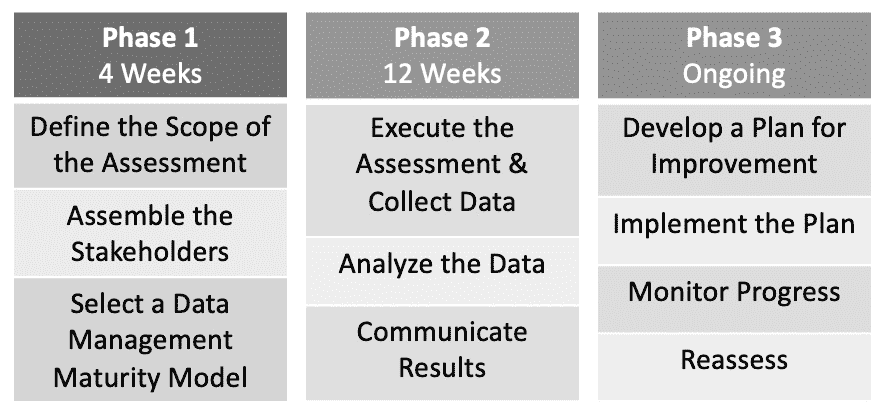 Phase 1
4 Weeks
Define the Scope of
the Assessment
Assemble the
Stakeholders
Select a Data
Management
Maturity Model
Phase 2
12 Weeks
Execute the
Assessment &
Collect Data
Analyze the Data
Communicate
Results
Phase 3
Ongoing
Develop a Plan for
Improvement
Implement the Plan
Monitor Progress
Reassess